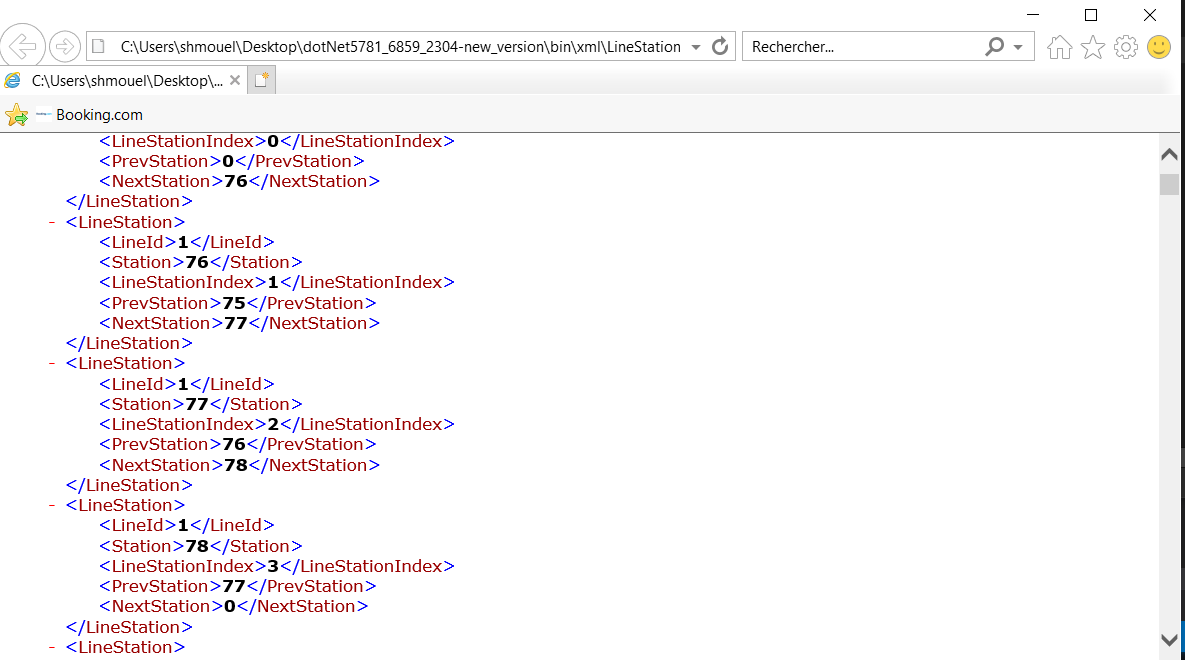 C:\Users\shmouel\Desktop\dotNet5781_6859_2304-new_version\bin\xml\LineStation
Rechercher...
C:\Users\shmouel\Desktop\...
Booking.com
<LineStationIndex>0</LineStationIndex>
<PrevStation>0</PrevStation>
<NextStation>76</NextStation>
</LineStation>
- <LineStation>
<LineId>1</LineId>
<Station>76</Station>
<LineStationIndex>1</LineStationIndex>
<PrevStation>75</PrevStation>
<NextStation>77</NextStation>
</LineStation>
- <LineStation>
<LineId>1</LineId>
<Station>77</Station>
<LineStationIndex>2</LineStationIndex>
<PrevStation>76</PrevStation>
<NextStation>78</NextStation>
</LineStation>
- <LineStation>
<LineId>1</LineId>
<Station>78</Station>
<LineStationIndex>3</LineStationIndex>
<PrevStation>77</PrevStation>
<NextStation>0</NextStation>
</LineStation>
- <LineStation>